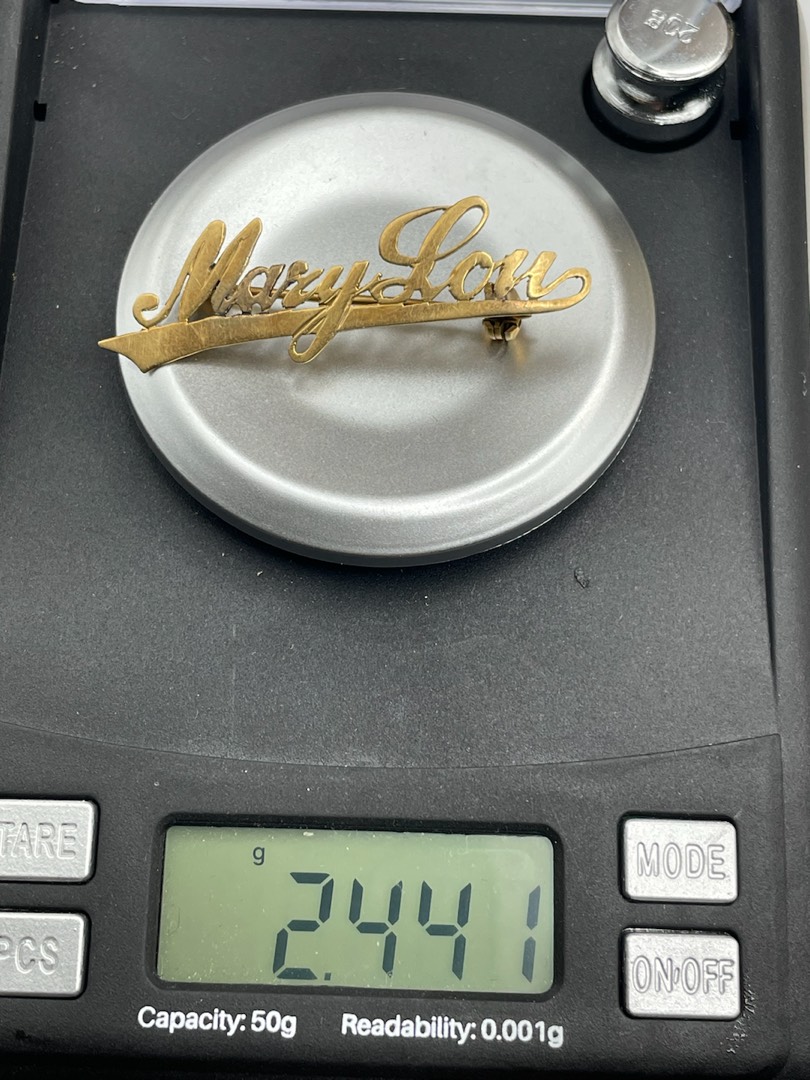 20g
Mary Lou
TARE
MODE
g
2.441
PCS
ON/OFF
Capacity: 50g Readability: 0.001g